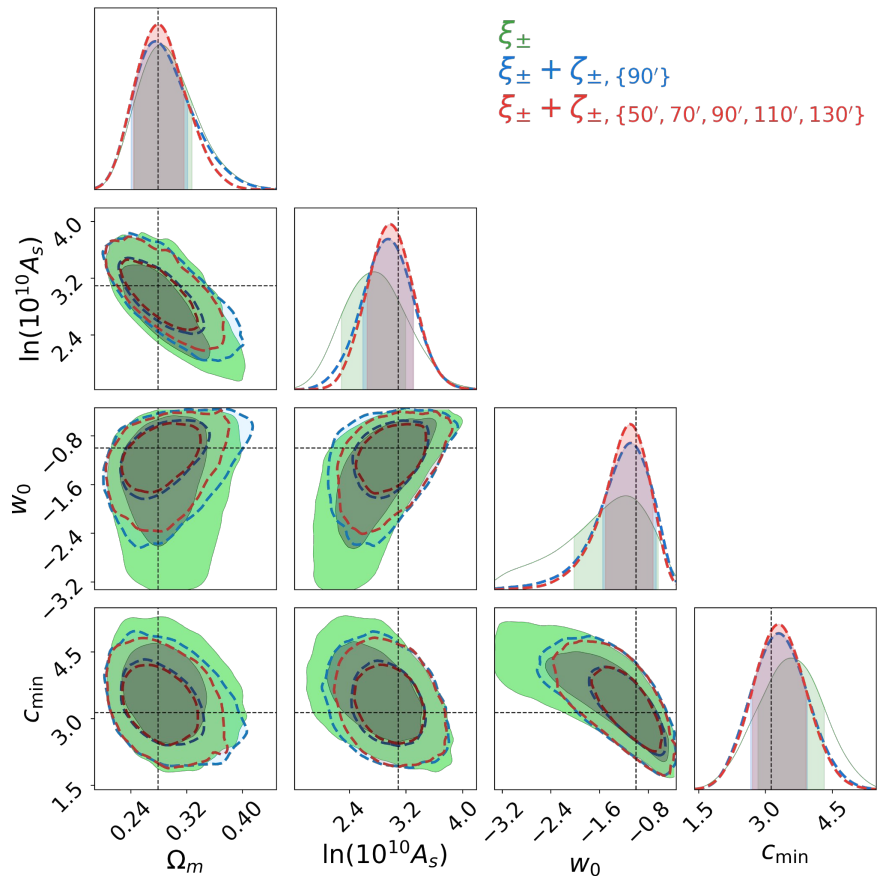 ξ±
ξ± + ζ±, {90′}
ξ± + ζ±, {50′, 70′, 90′, 110′, 130′}
ln(10¹⁰Aₛ)
4.0
3.2
2.4
w₀
−0.8
−1.6
−2.4
−3.2
c_min
4.5
3.0
1.5
0.24 0.32 0.40
2.4 3.2 4.0
−3.2 −2.4 −1.6 −0.8
1.5 3.0 4.5
Ωₘ ln(10¹⁰Aₛ) w₀ c_min